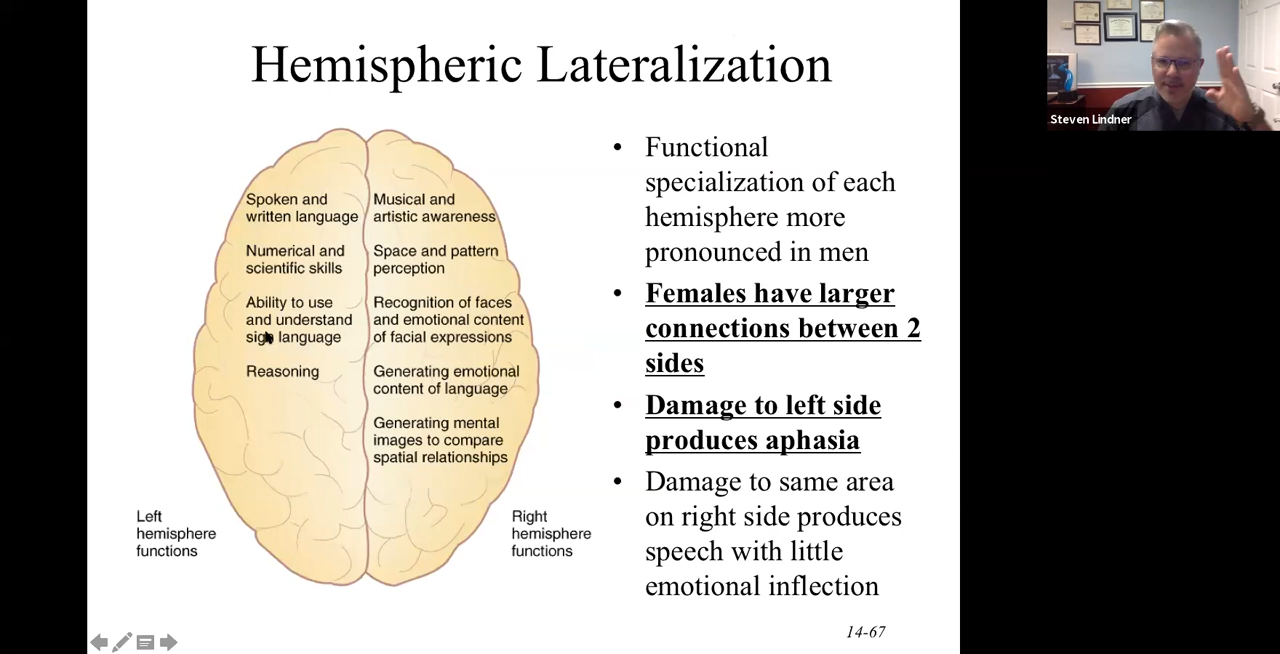 Hemispheric Lateralization
Steven Lindner
Spoken and
written language
Numerical and
scientific skills
Ability to use
and understand
sign language
Reasoning
Musical and
artistic awareness
Space and pattern
perception
Recognition of faces
and emotional content
of facial expressions
Generating emotional
content of language
Generating mental
images to compare
spatial relationships
Left
hemisphere
functions
Right
hemisphere
functions
• Functional
specialization of each
hemisphere more
pronounced in men
• Females have larger
connections between 2
sides
• Damage to left side
produces aphasia
• Damage to same area
on right side produces
speech with little
emotional inflection
14-67